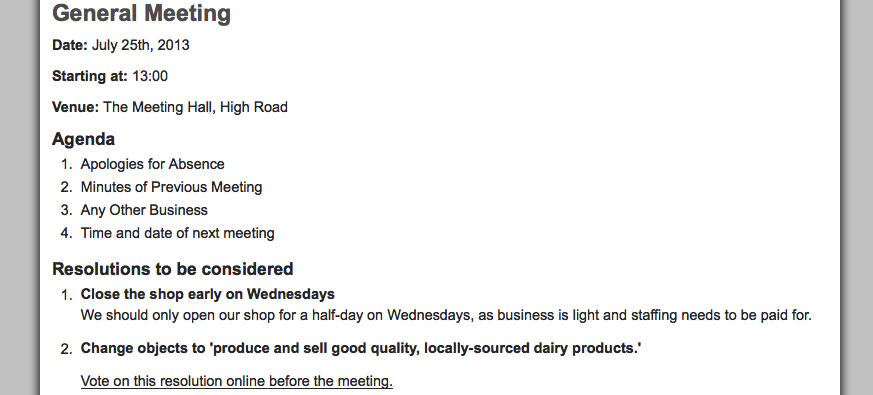 General Meeting
Date: July 25th, 2013
Starting at: 13:00
Venue: The Meeting Hall, High Road
Agenda
1. Apologies for Absence
2. Minutes of Previous Meeting
3. Any Other Business
4. Time and date of next meeting
Resolutions to be considered
1. Close the shop early on Wednesdays
We should only open our shop for a half-day on Wednesdays, as business is light and staffing needs to be paid for.
2. Change objects to 'produce and sell good quality, locally-sourced dairy products.'
Vote on this resolution online before the meeting.